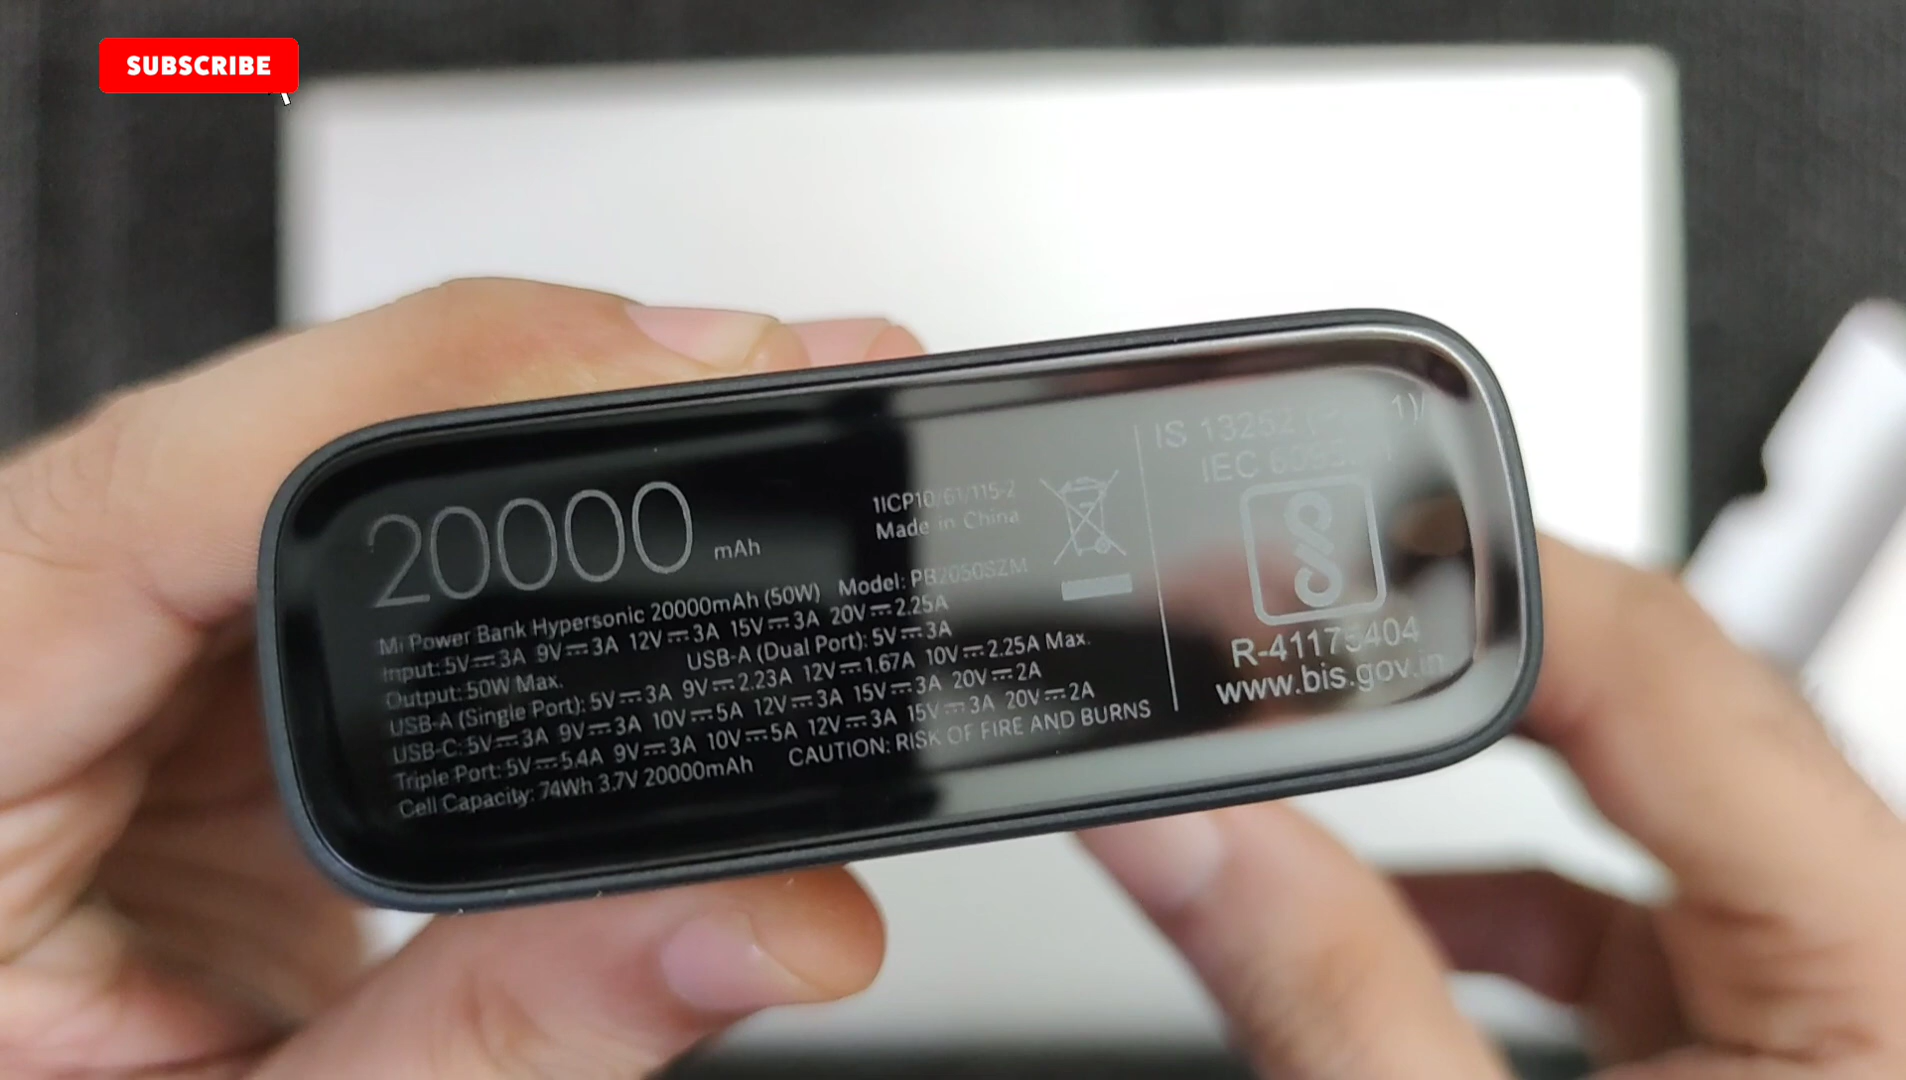 SUBSCRIBE
20000 mAh
1ICP10/61/115-2
Made in China
Mi Power Bank Hypersonic 20000mAh (50W) Model: PB2050SZM
Input: 5V⎓3A 9V⎓3A 12V⎓3A 15V⎓3A 20V⎓2.25A
Output: 50W Max. USB-A (Dual Port): 5V⎓3A
USB-A (Single Port): 5V⎓3A 9V⎓2.23A 12V⎓1.67A 10V⎓2.25A Max.
USB-C: 5V⎓3A 9V⎓3A 10V⎓5A 12V⎓3A 15V⎓3A 20V⎓2A
Triple Port: 5V⎓5.4A 9V⎓3A 10V⎓5A 12V⎓3A 15V⎓3A 20V⎓2A
Cell Capacity: 74Wh 3.7V 20000mAh CAUTION: RISK OF FIRE AND BURNS
IS 13252 1)/
IEC
R-41175404
www.bis.gov.in